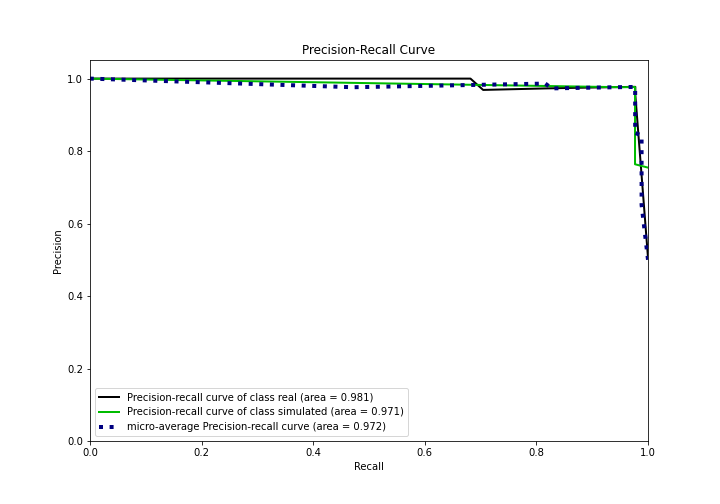 Precision-Recall Curve
1.0
0.8
0.6
0.4
0.2
0.0
Precision
Precision-recall curve of class real (area = 0.981)
Precision-recall curve of class simulated (area = 0.971)
micro-average Precision-recall curve (area = 0.972)
0.0 0.2 0.4 0.6 0.8 1.0
Recall